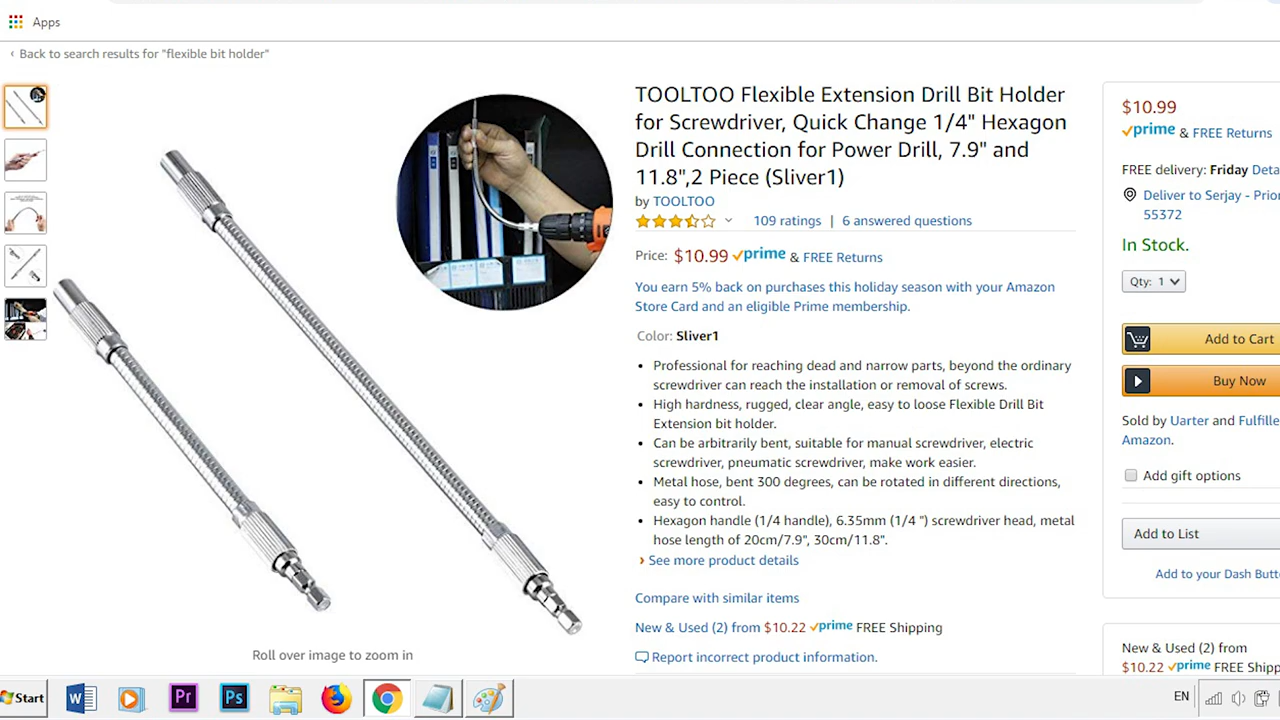 Apps
‹ Back to search results for "flexible bit holder"
TOOLTOO Flexible Extension Drill Bit Holder
for Screwdriver, Quick Change 1/4" Hexagon
Drill Connection for Power Drill, 7.9" and
11.8",2 Piece (Sliver1)
by TOOLTOO
109 ratings | 6 answered questions
Price: $10.99 prime & FREE Returns
You earn 5% back on purchases this holiday season with your Amazon
Store Card and an eligible Prime membership.
Color: Sliver1
• Professional for reaching dead and narrow parts, beyond the ordinary
screwdriver can reach the installation or removal of screws.
• High hardness, rugged, clear angle, easy to loose Flexible Drill Bit
Extension bit holder.
• Can be arbitrarily bent, suitable for manual screwdriver, electric
screwdriver, pneumatic screwdriver, make work easier.
• Metal hose, bent 300 degrees, can be rotated in different directions,
easy to control.
• Hexagon handle (1/4 handle), 6.35mm (1/4 ") screwdriver head, metal
hose length of 20cm/7.9", 30cm/11.8".
› See more product details
Compare with similar items
New & Used (2) from $10.22 prime FREE Shipping
Report incorrect product information.
Roll over image to zoom in
$10.99
prime & FREE Returns
FREE delivery: Friday Deta
Deliver to Serjay - Prior
55372
In Stock.
Qty: 1
Add to Cart
Buy Now
Sold by Uarter and Fulfille
Amazon.
Add gift options
Add to List
Add to your Dash Butt
New & Used (2) from
$10.22 prime FREE Shipp
Start
W
Pr
Ps
EN